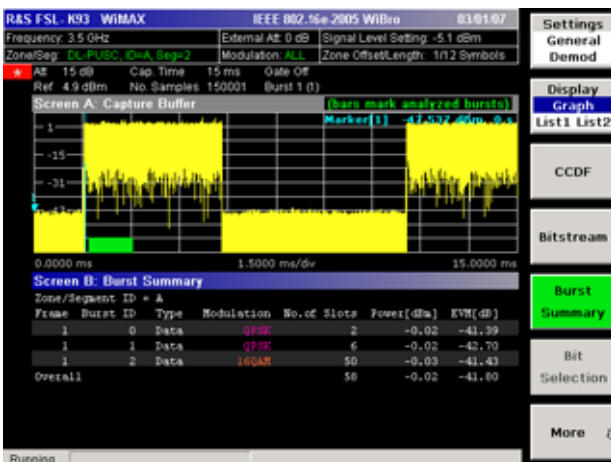 R&S FSL- K93 WiMAX IEEE 802.16e-2005 WiBro 03/01/07
Frequency: 3.5 GHz External Att: 0 dB Signal Level Setting: -5.1 dBm
Zone/Seg: DL-PUSC, ID=A, Seg=2 Modulation: ALL Zone Offset/Length: 1/12 Symbols
Att 15 dB Cap. Time 15 ms Gate Off
Ref 4.9 dBm No. Samples 150001 Burst 1 (1)
Screen A: Capture Buffer (bars mark analyzed bursts)
Marker[1] 0 s
-1
-15
-31
0.0000 ms 1.5000 ms/div 15.0000 ms
Screen B: Burst Summary
Zone/Segment ID = A
Frame Burst ID Type Modulation No.of Slots Power[dBm] EVM[dB]
1 0 Data QPSK 2 -0.02 -41.39
1 1 Data QPSK 6 -0.02 -42.70
1 2 Data 16QAM 50 -0.03 -41.43
Overall 58 -0.02 -41.80
Running
Settings
General
Demod
Display
Graph
List1 List2
CCDF
Bitstream
Burst
Summary
Bit
Selection
More